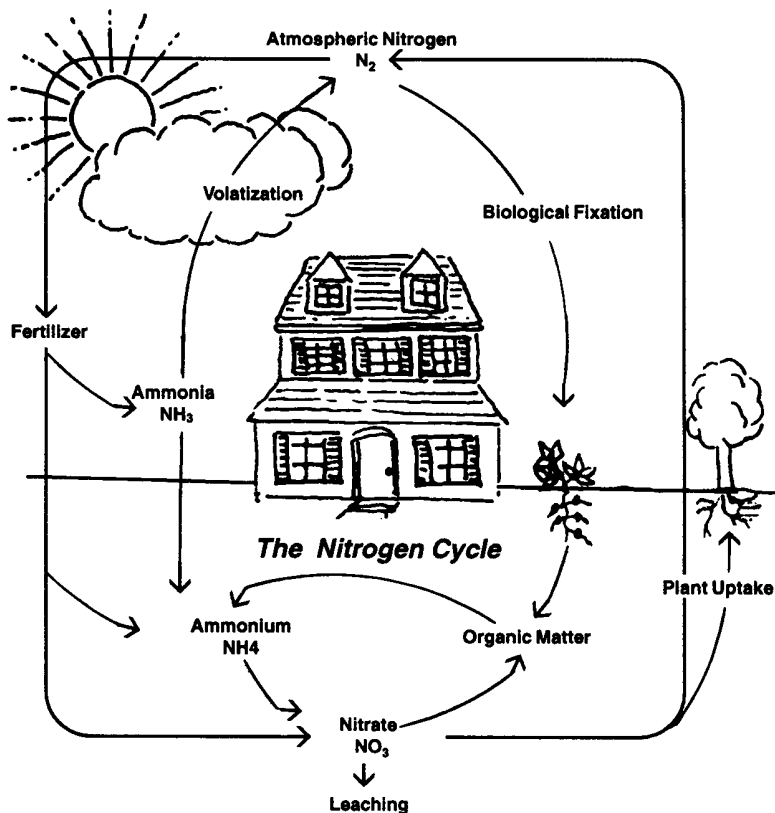 Atmospheric Nitrogen
N₂
Volatization
Biological Fixation
Fertilizer
Ammonia
NH₃
The Nitrogen Cycle
Plant Uptake
Ammonium
NH4
Organic Matter
Nitrate
NO₃
Leaching